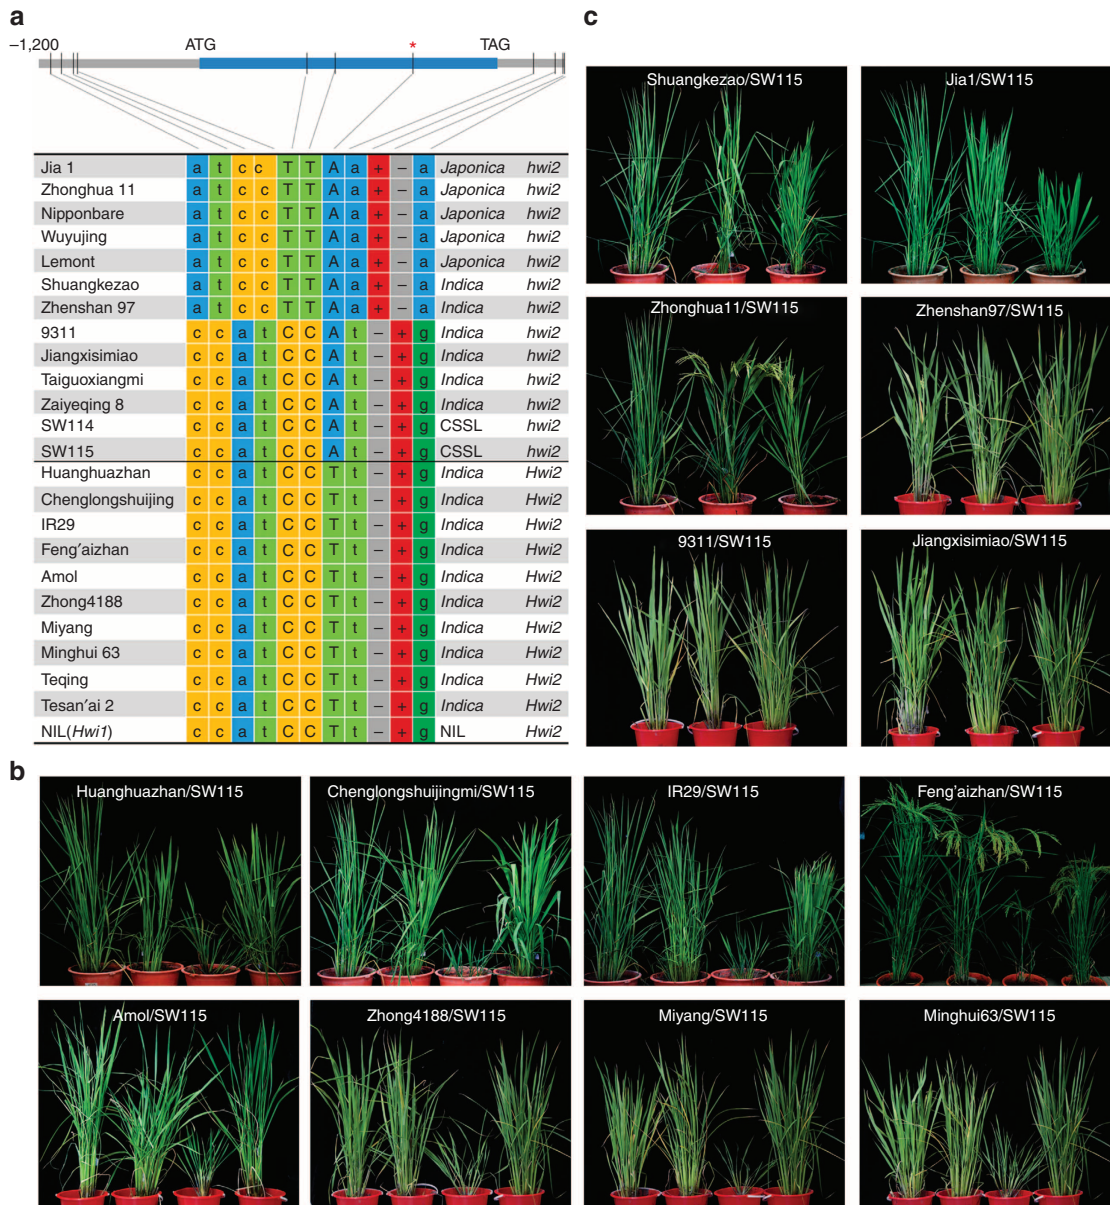 a
−1,200 ATG * TAG
Jia 1 a t c c T T A a + − a Japonica hwi2
Zhonghua 11 a t c c T T A a + − a Japonica hwi2
Nipponbare a t c c T T A a + − a Japonica hwi2
Wuyujing a t c c T T A a + − a Japonica hwi2
Lemont a t c c T T A a + − a Japonica hwi2
Shuangkezao a t c c T T A a + − a Indica hwi2
Zhenshan 97 a t c c T T A a + − a Indica hwi2
9311 c c a t C C A t − + g Indica hwi2
Jiangxisimiao c c a t C C A t − + g Indica hwi2
Taiguoxiangmi c c a t C C A t − + g Indica hwi2
Zaiyeqing 8 c c a t C C A t − + g Indica hwi2
SW114 c c a t C C A t − + g CSSL hwi2
SW115 c c a t C C A t − + g CSSL hwi2
Huanghuazhan c c a t C C T t − + g Indica Hwi2
Chenglongshuijing c c a t C C T t − + g Indica Hwi2
IR29 c c a t C C T t − + g Indica Hwi2
Feng′aizhan c c a t C C T t − + g Indica Hwi2
Amol c c a t C C T t − + g Indica Hwi2
Zhong4188 c c a t C C T t − + g Indica Hwi2
Miyang c c a t C C T t − + g Indica Hwi2
Minghui 63 c c a t C C T t − + g Indica Hwi2
Teqing c c a t C C T t − + g Indica Hwi2
Tesan′ai 2 c c a t C C T t − + g Indica Hwi2
NIL(Hwi1) c c a t C C T t − + g NIL Hwi2
c
Shuangkezao/SW115 Jia1/SW115
Zhonghua11/SW115 Zhenshan97/SW115
9311/SW115 Jiangxisimiao/SW115
b
Huanghuazhan/SW115 Chenglongshuijingmi/SW115 IR29/SW115 Feng′aizhan/SW115
Amol/SW115 Zhong4188/SW115 Miyang/SW115 Minghui63/SW115